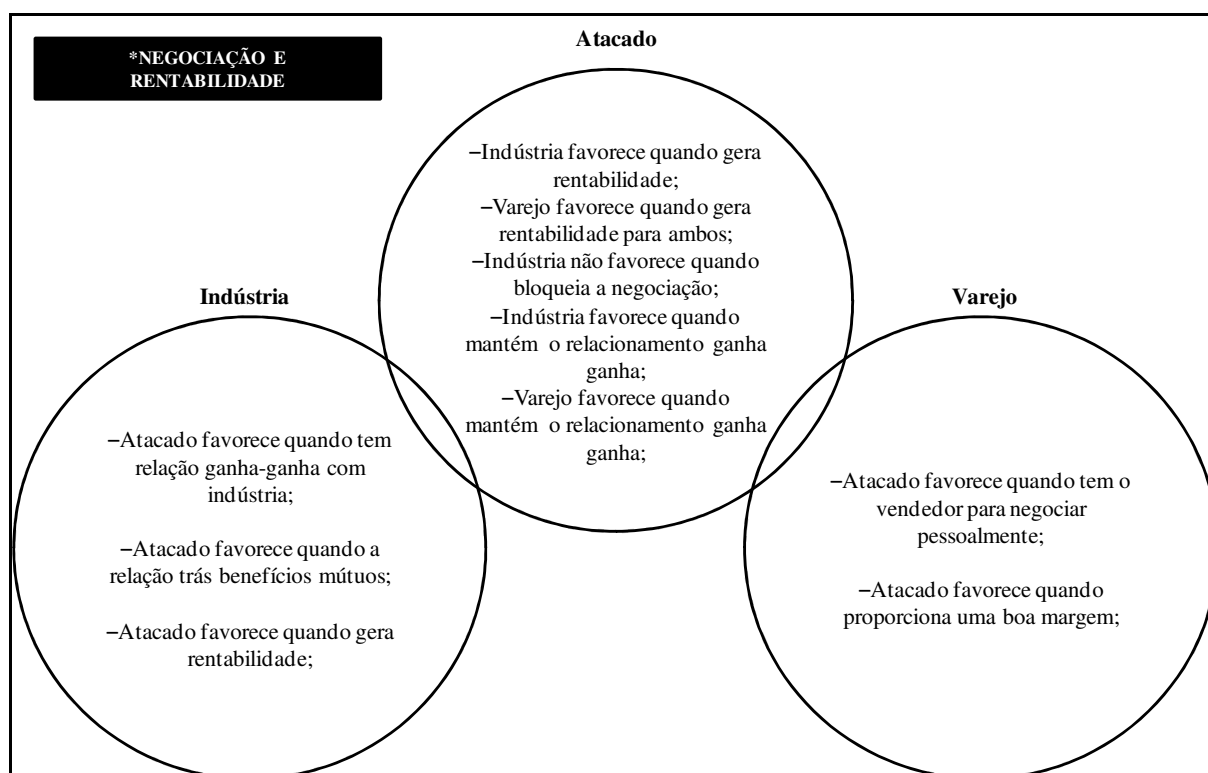 *NEGOCIAÇÃO E
RENTABILIDADE
Atacado
−Indústria favorece quando gera
rentabilidade;
−Varejo favorece quando gera
rentabilidade para ambos;
−Indústria não favorece quando
bloqueia a negociação;
−Indústria favorece quando
mantém o relacionamento ganha
ganha;
−Varejo favorece quando
mantém o relacionamento ganha
ganha;
Indústria
−Atacado favorece quando tem
relação ganha-ganha com
indústria;
−Atacado favorece quando a
relação trás benefícios mútuos;
−Atacado favorece quando gera
rentabilidade;
Varejo
−Atacado favorece quando tem o
vendedor para negociar
pessoalmente;
−Atacado favorece quando
proporciona uma boa margem;